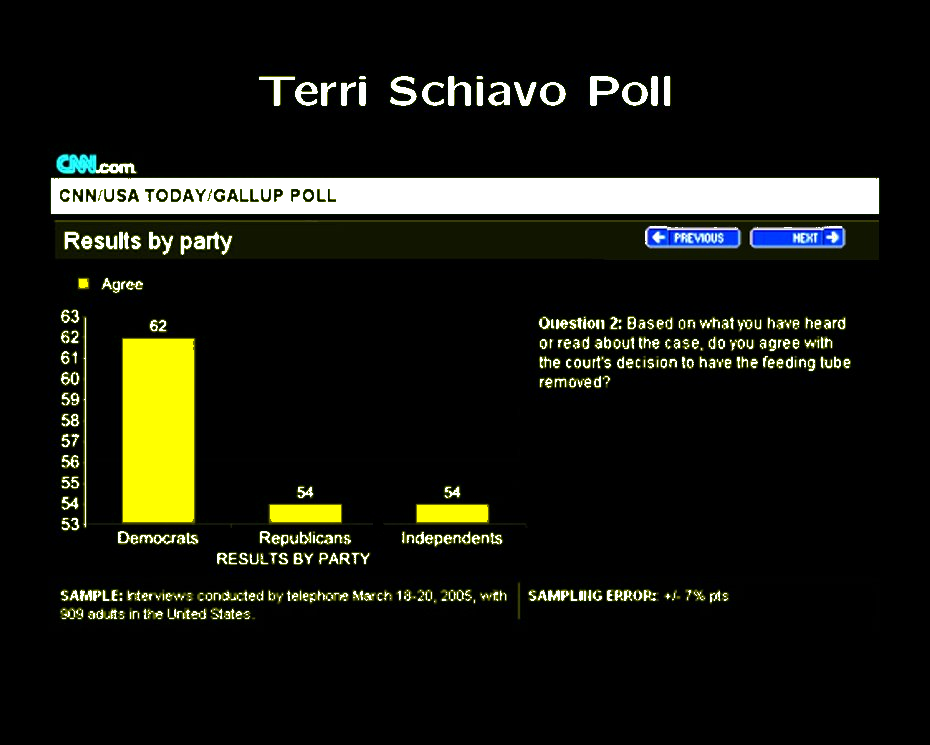 Terri Schiavo Poll
CNN.com
CNN/USA TODAY/GALLUP POLL
Results by party
PREVIOUS
NEXT
Agree
63
62
61
60
59
58
57
56
55
54
53
62
54
54
Democrats
Republicans
Independents
RESULTS BY PARTY
Question 2: Based on what you have heard
or read about the case, do you agree with
the court's decision to have the feeding tube
removed?
SAMPLE: Interviews conducted by telephone March 18-20, 2005, with
909 adults in the United States.
SAMPLING ERROR: +/- 7% pts